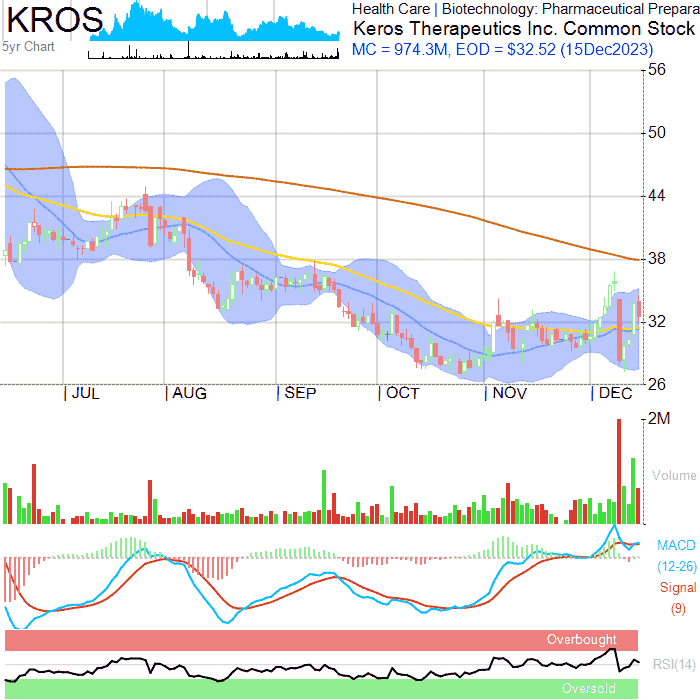 KROS
5yr Chart
Health Care | Biotechnology: Pharmaceutical Prepara
Keros Therapeutics Inc. Common Stock
MC = 974.3M, EOD = $32.52 (15Dec2023)
56
50
44
38
32
26
JUL AUG SEP OCT NOV DEC
2M
Volume
MACD
(12-26)
Signal
(9)
Overbought
RSI(14)
Oversold